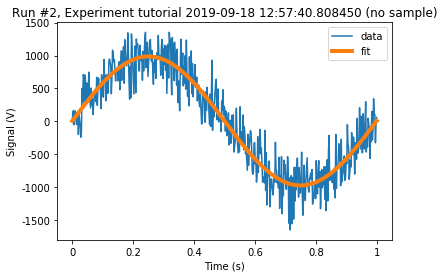 Run #2, Experiment tutorial 2019-09-18 12:57:40.808450 (no sample)
1500
1000
500
0
-500
-1000
-1500
Signal (V)
data
fit
0
0.2
0.4
0.6
0.8
1
Time (s)